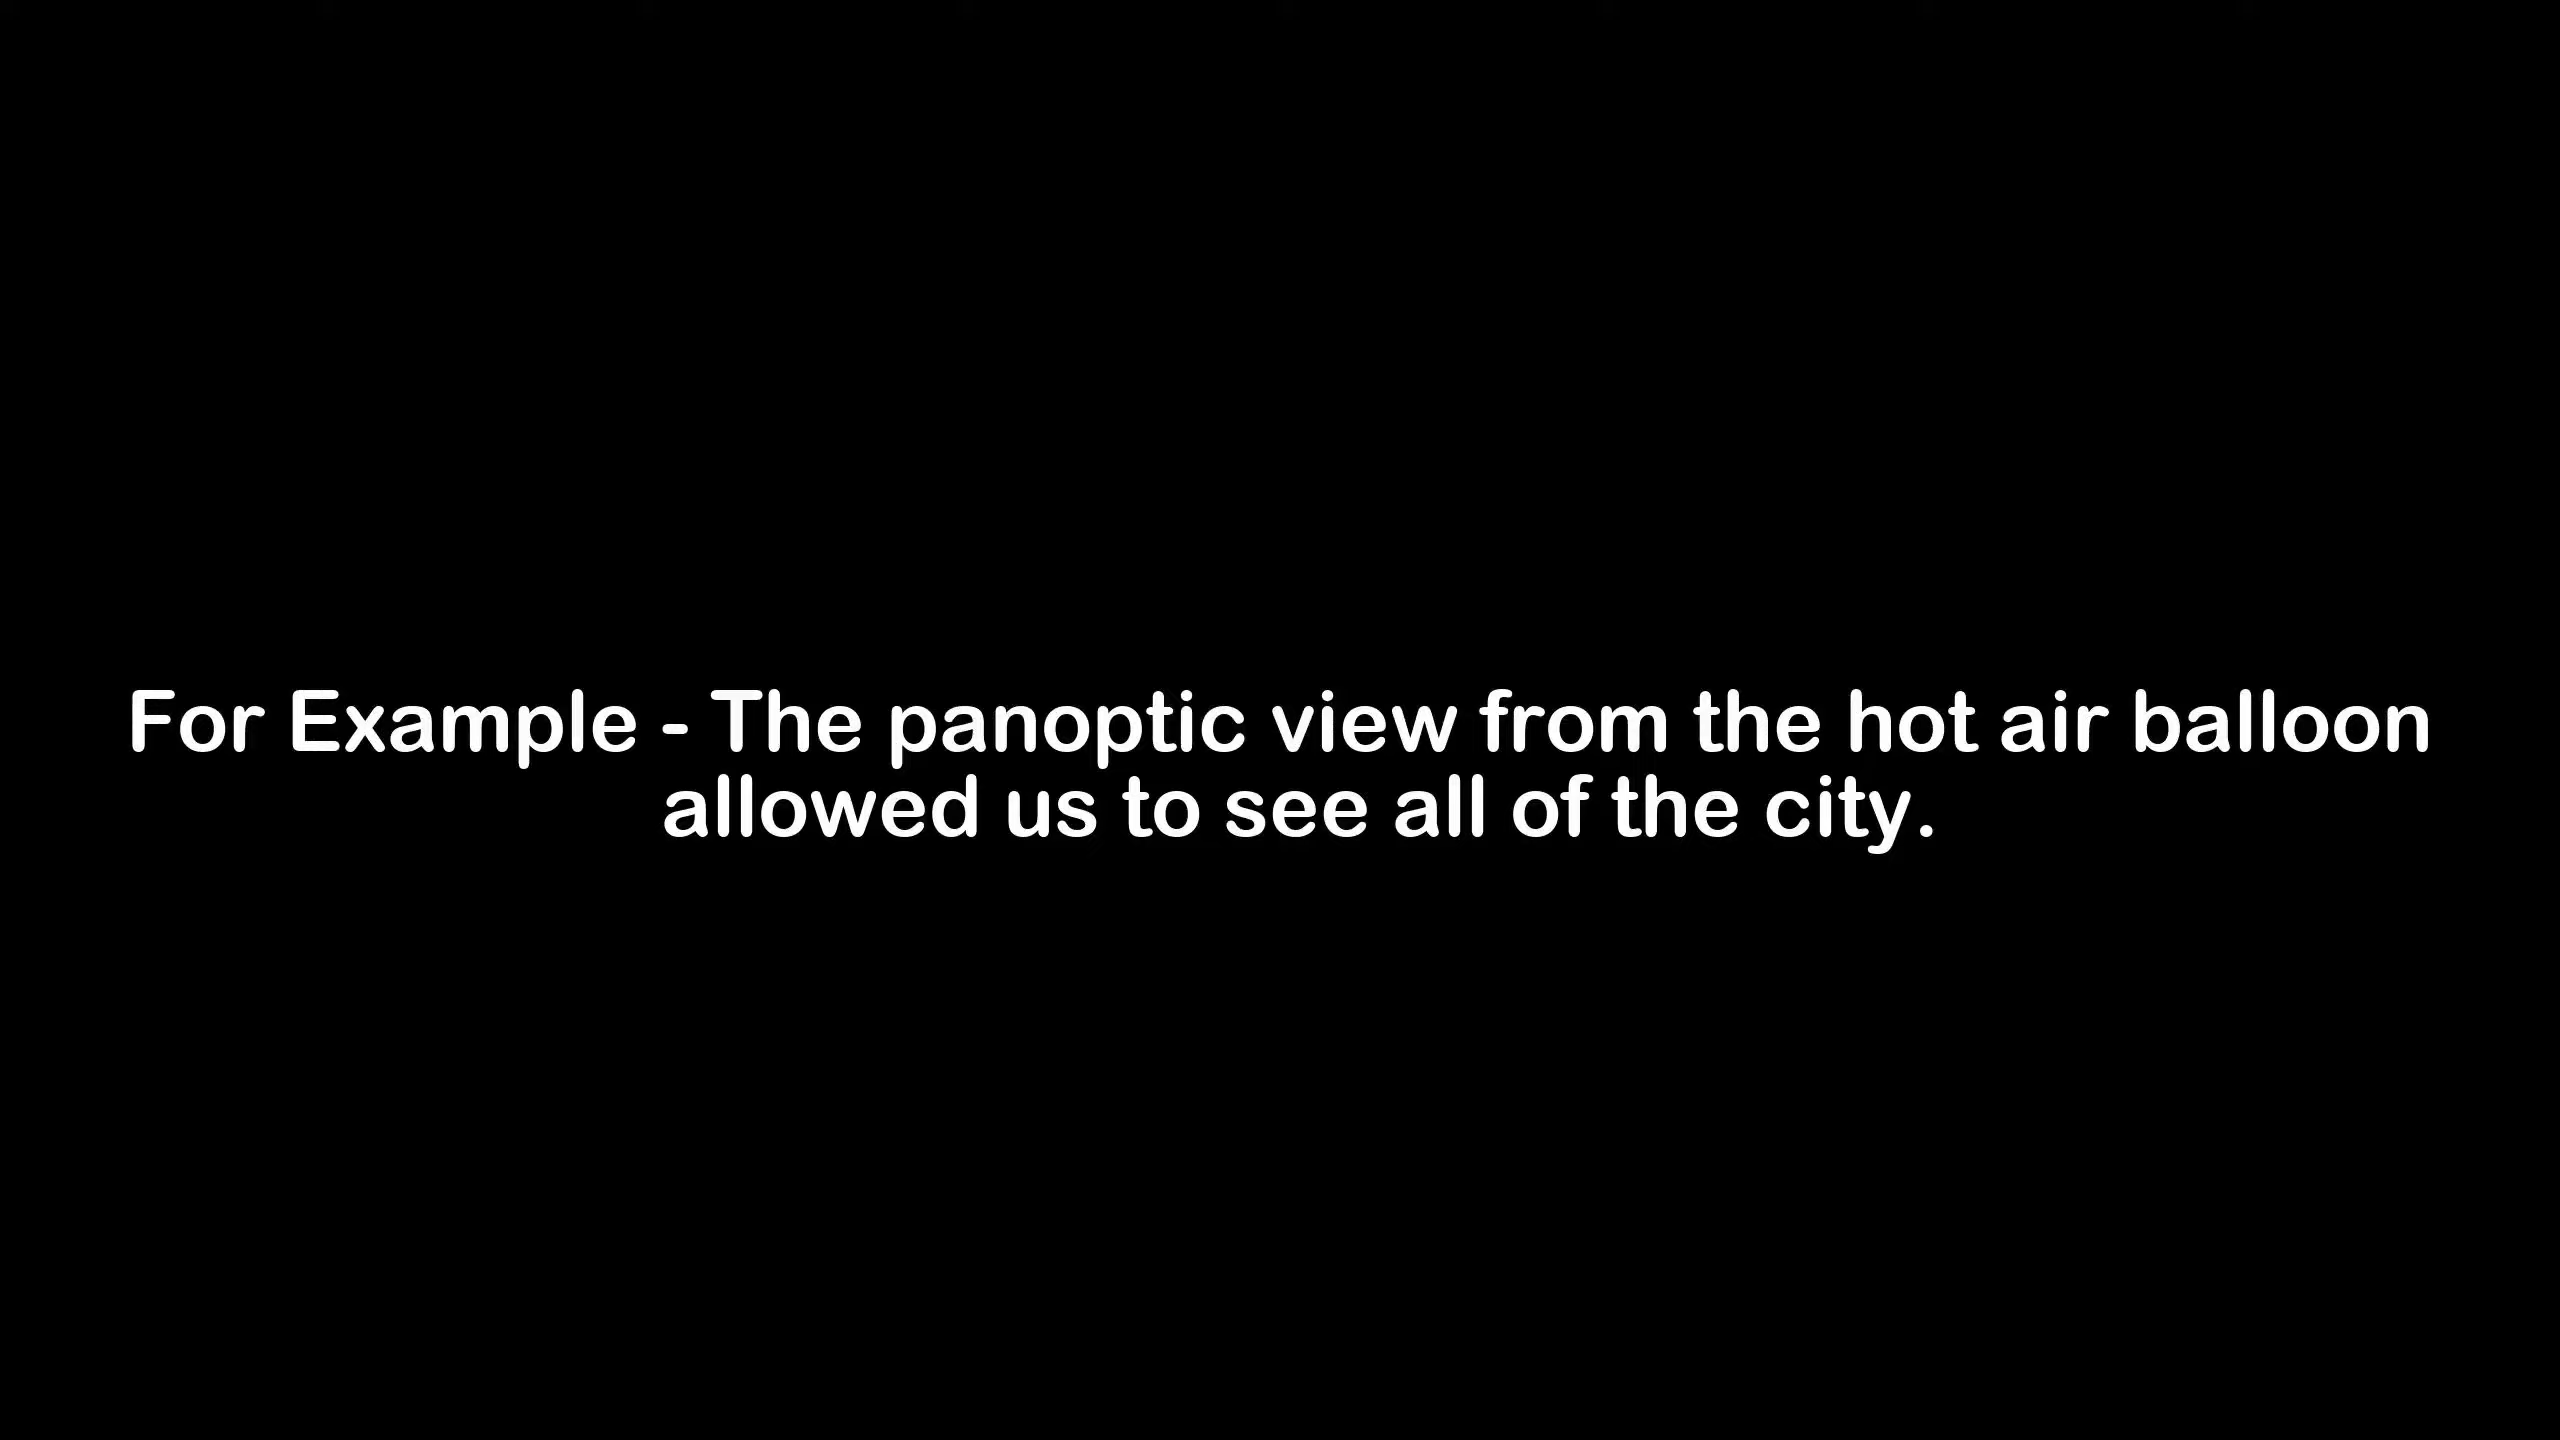 For Example - The panoptic view from the hot air balloon
allowed us to see all of the city.